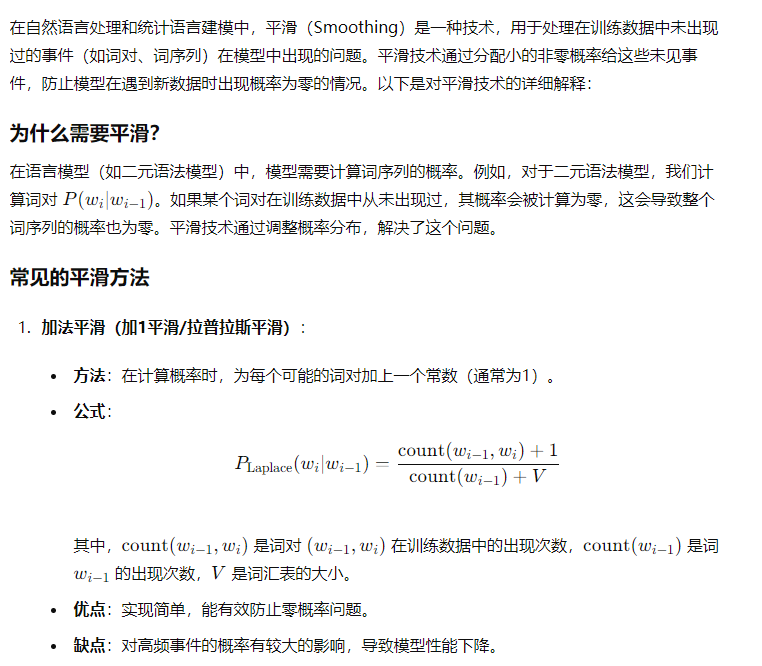 在自然语言处理和统计语言建模中，平滑（Smoothing）是一种技术，用于处理在训练数据中未出现
过的事件（如词对、词序列）在模型中出现的问题。平滑技术通过分配小的非零概率给这些未见事
件，防止模型在遇到新数据时出现概率为零的情况。以下是对平滑技术的详细解释：
为什么需要平滑？
在语言模型（如二元语法模型）中，模型需要计算词序列的概率。例如，对于二元语法模型，我们计
算词对 P(w_i|w_{i−1})。如果某个词对在训练数据中从未出现过，其概率会被计算为零，这会导致整个
词序列的概率也为零。平滑技术通过调整概率分布，解决了这个问题。
常见的平滑方法
1. 加法平滑（加1平滑/拉普拉斯平滑）：
• 方法：在计算概率时，为每个可能的词对加上一个常数（通常为1）。
• 公式：
P_{Laplace}(w_i|w_{i−1}) = \frac{count(w_{i−1}, w_i) + 1}{count(w_{i−1}) + V}
其中，count(w_{i−1}, w_i) 是词对 (w_{i−1}, w_i) 在训练数据中的出现次数，count(w_{i−1}) 是词
w_{i−1} 的出现次数，V 是词汇表的大小。
• 优点：实现简单，能有效防止零概率问题。
• 缺点：对高频事件的概率有较大的影响，导致模型性能下降。